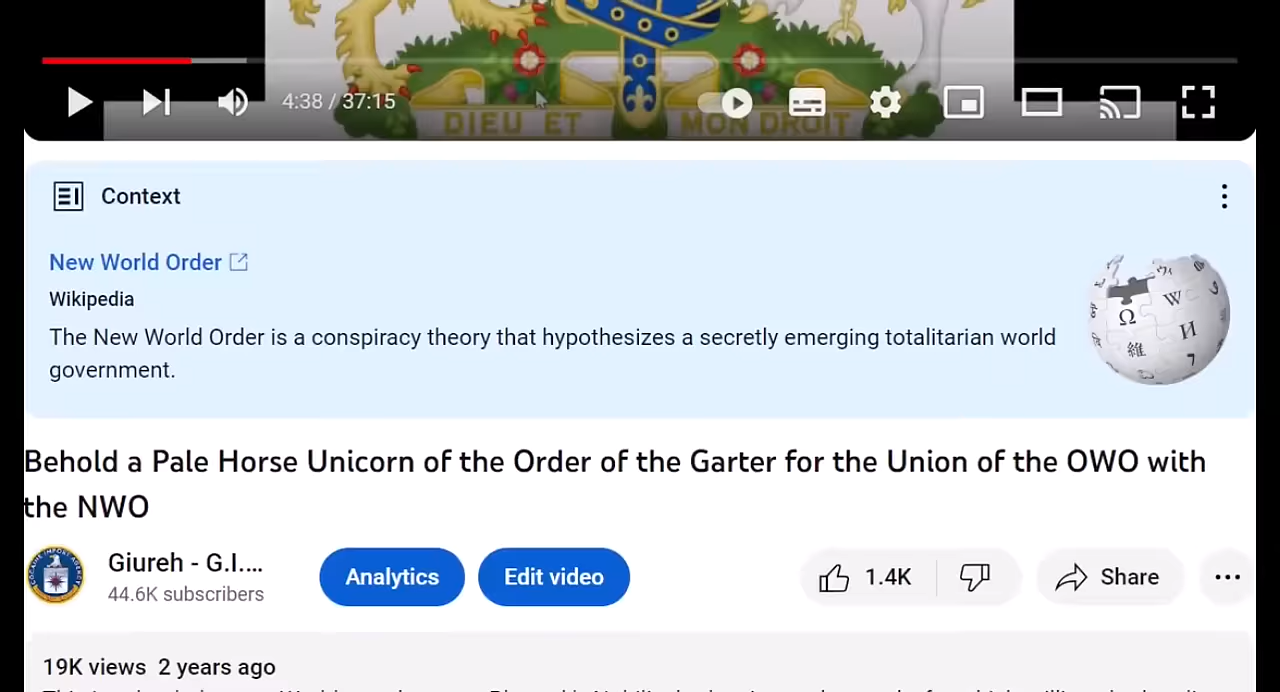 4:38 / 37:15
DIEU ET MON DROIT
Context
New World Order
Wikipedia
The New World Order is a conspiracy theory that hypothesizes a secretly emerging totalitarian world
government.
Behold a Pale Horse Unicorn of the Order of the Garter for the Union of the OWO with
the NWO
Giureh - G.I....
44.6K subscribers
Analytics
Edit video
1.4K
Share
19K views 2 years ago